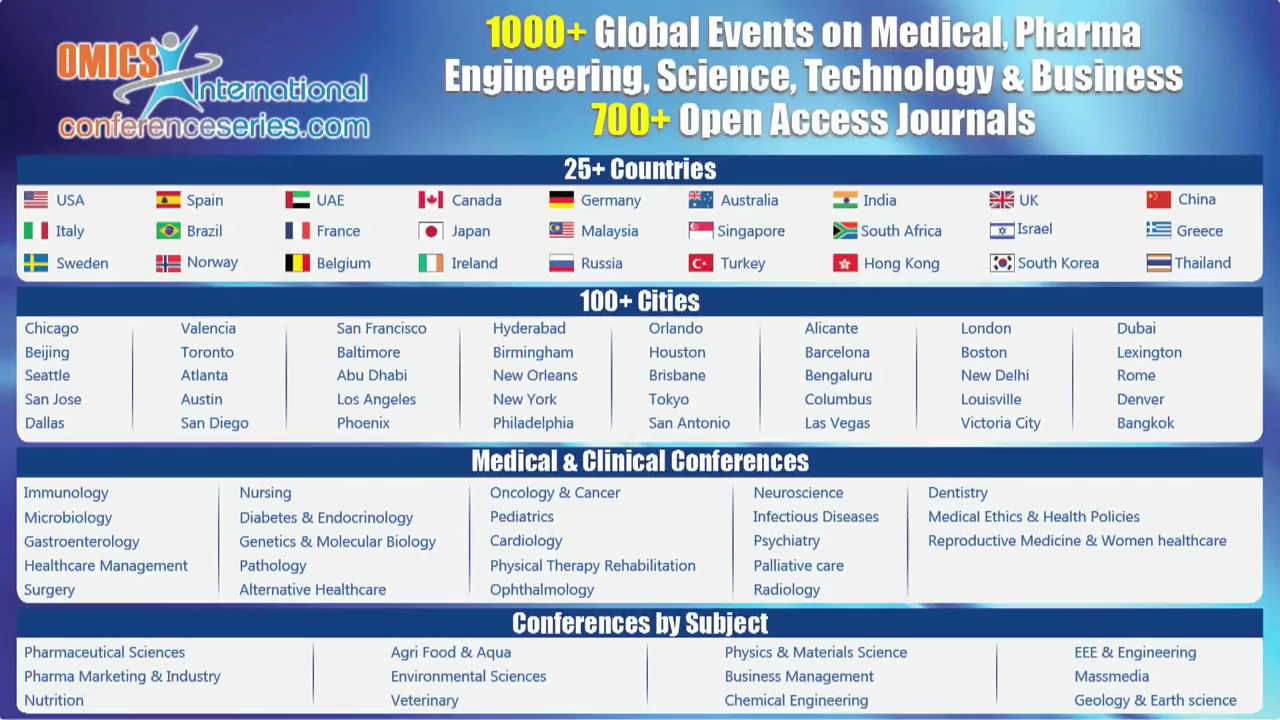 OMICS
International
conferenceseries.com
1000+ Global Events on Medical, Pharma
Engineering, Science, Technology & Business
700+ Open Access Journals
25+ Countries
USA Spain UAE Canada Germany Australia India UK China
Italy Brazil France Japan Malaysia Singapore South Africa Israel Greece
Sweden Norway Belgium Ireland Russia Turkey Hong Kong South Korea Thailand
100+ Cities
Chicago Valencia San Francisco Hyderabad Orlando Alicante London Dubai
Beijing Toronto Baltimore Birmingham Houston Barcelona Boston Lexington
Seattle Atlanta Abu Dhabi New Orleans Brisbane Bengaluru New Delhi Rome
San Jose Austin Los Angeles New York Tokyo Columbus Louisville Denver
Dallas San Diego Phoenix Philadelphia San Antonio Las Vegas Victoria City Bangkok
Medical & Clinical Conferences
Immunology Nursing Oncology & Cancer Neuroscience Dentistry
Microbiology Diabetes & Endocrinology Pediatrics Infectious Diseases Medical Ethics & Health Policies
Gastroenterology Genetics & Molecular Biology Cardiology Psychiatry Reproductive Medicine & Women healthcare
Healthcare Management Pathology Physical Therapy Rehabilitation Palliative care
Surgery Alternative Healthcare Ophthalmology Radiology
Conferences by Subject
Pharmaceutical Sciences Agri Food & Aqua Physics & Materials Science EEE & Engineering
Pharma Marketing & Industry Environmental Sciences Business Management Massmedia
Nutrition Veterinary Chemical Engineering Geology & Earth science